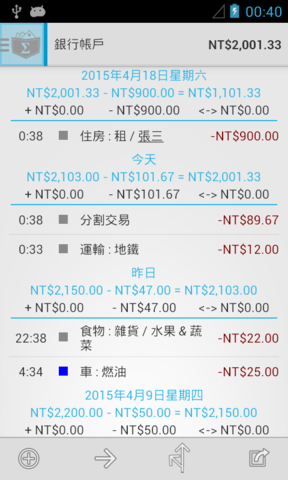 00:40
Σ
銀行帳戶 NT$2,001.33
2015年4月18日星期六
NT$2,001.33 - NT$900.00 = NT$1,101.33
+ NT$0.00 - NT$900.00 <-> NT$0.00
0:38 住房 : 租 / 張三 -NT$900.00
今天
NT$2,103.00 - NT$101.67 = NT$2,001.33
+ NT$0.00 - NT$101.67 <-> NT$0.00
0:38 分割交易 -NT$89.67
0:33 運輸 : 地鐵 -NT$12.00
昨日
NT$2,150.00 - NT$47.00 = NT$2,103.00
+ NT$0.00 - NT$47.00 <-> NT$0.00
22:38 食物 : 雜貨 / 水果 & 蔬菜 -NT$22.00
4:34 車 : 燃油 -NT$25.00
2015年4月9日星期四
NT$2,200.00 - NT$50.00 = NT$2,150.00
+ NT$0.00 - NT$50.00 <-> NT$0.00